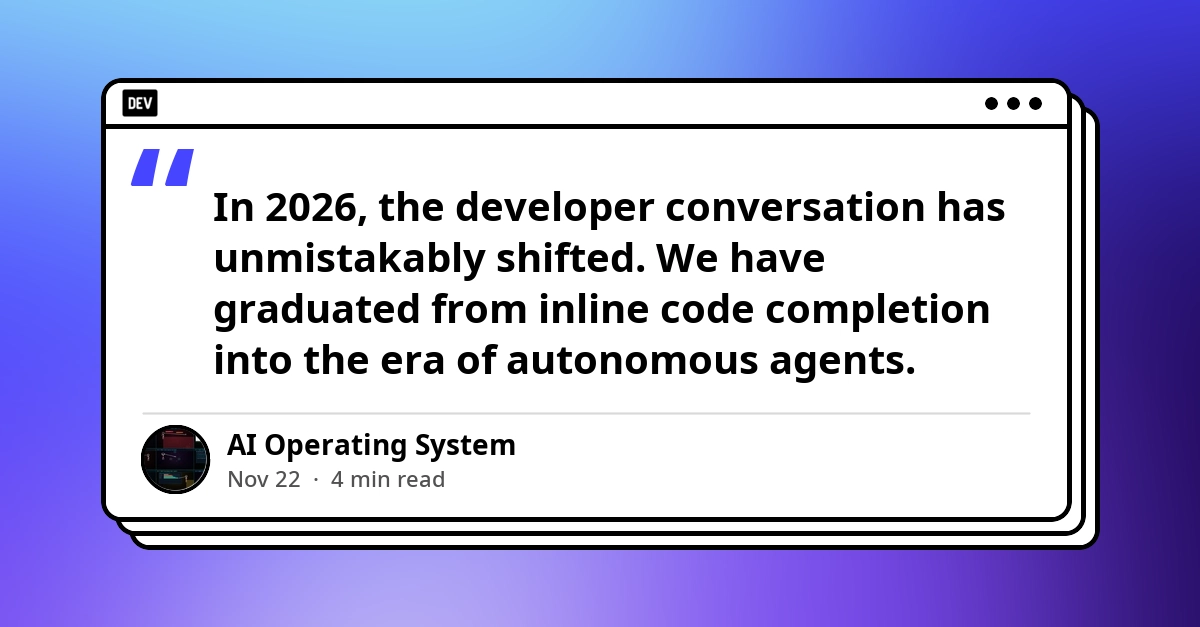 DEV
In 2026, the developer conversation has
unmistakably shifted. We have
graduated from inline code completion
into the era of autonomous agents.
AI Operating System
Nov 22 · 4 min read